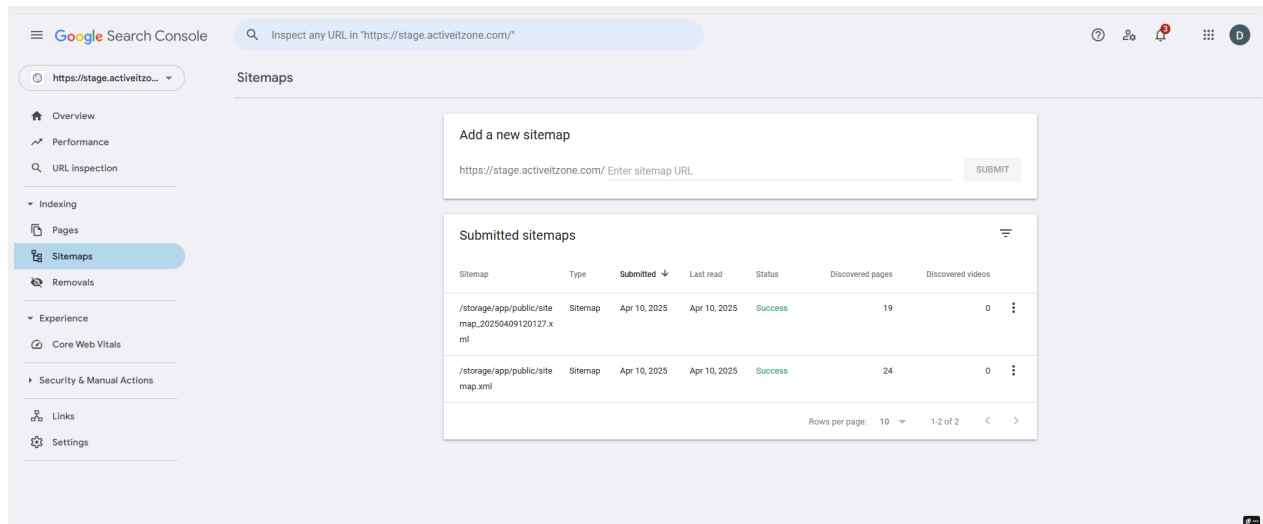 Google Search Console
Inspect any URL in "https://stage.activeitzone.com/"
3
D
https://stage.activeitzo...
Sitemaps
Overview
Performance
URL inspection
Indexing
Pages
Sitemaps
Removals
Experience
Core Web Vitals
Security & Manual Actions
Links
Settings
Add a new sitemap
https://stage.activeitzone.com/ Enter sitemap URL
SUBMIT
Submitted sitemaps
Sitemap Type Submitted Last read Status Discovered pages Discovered videos
/storage/app/public/site Sitemap Apr 10, 2025 Apr 10, 2025 Success 19 0
map_20250409120127.x
ml
/storage/app/public/site Sitemap Apr 10, 2025 Apr 10, 2025 Success 24 0
map.xml
Rows per page: 10 1-2 of 2